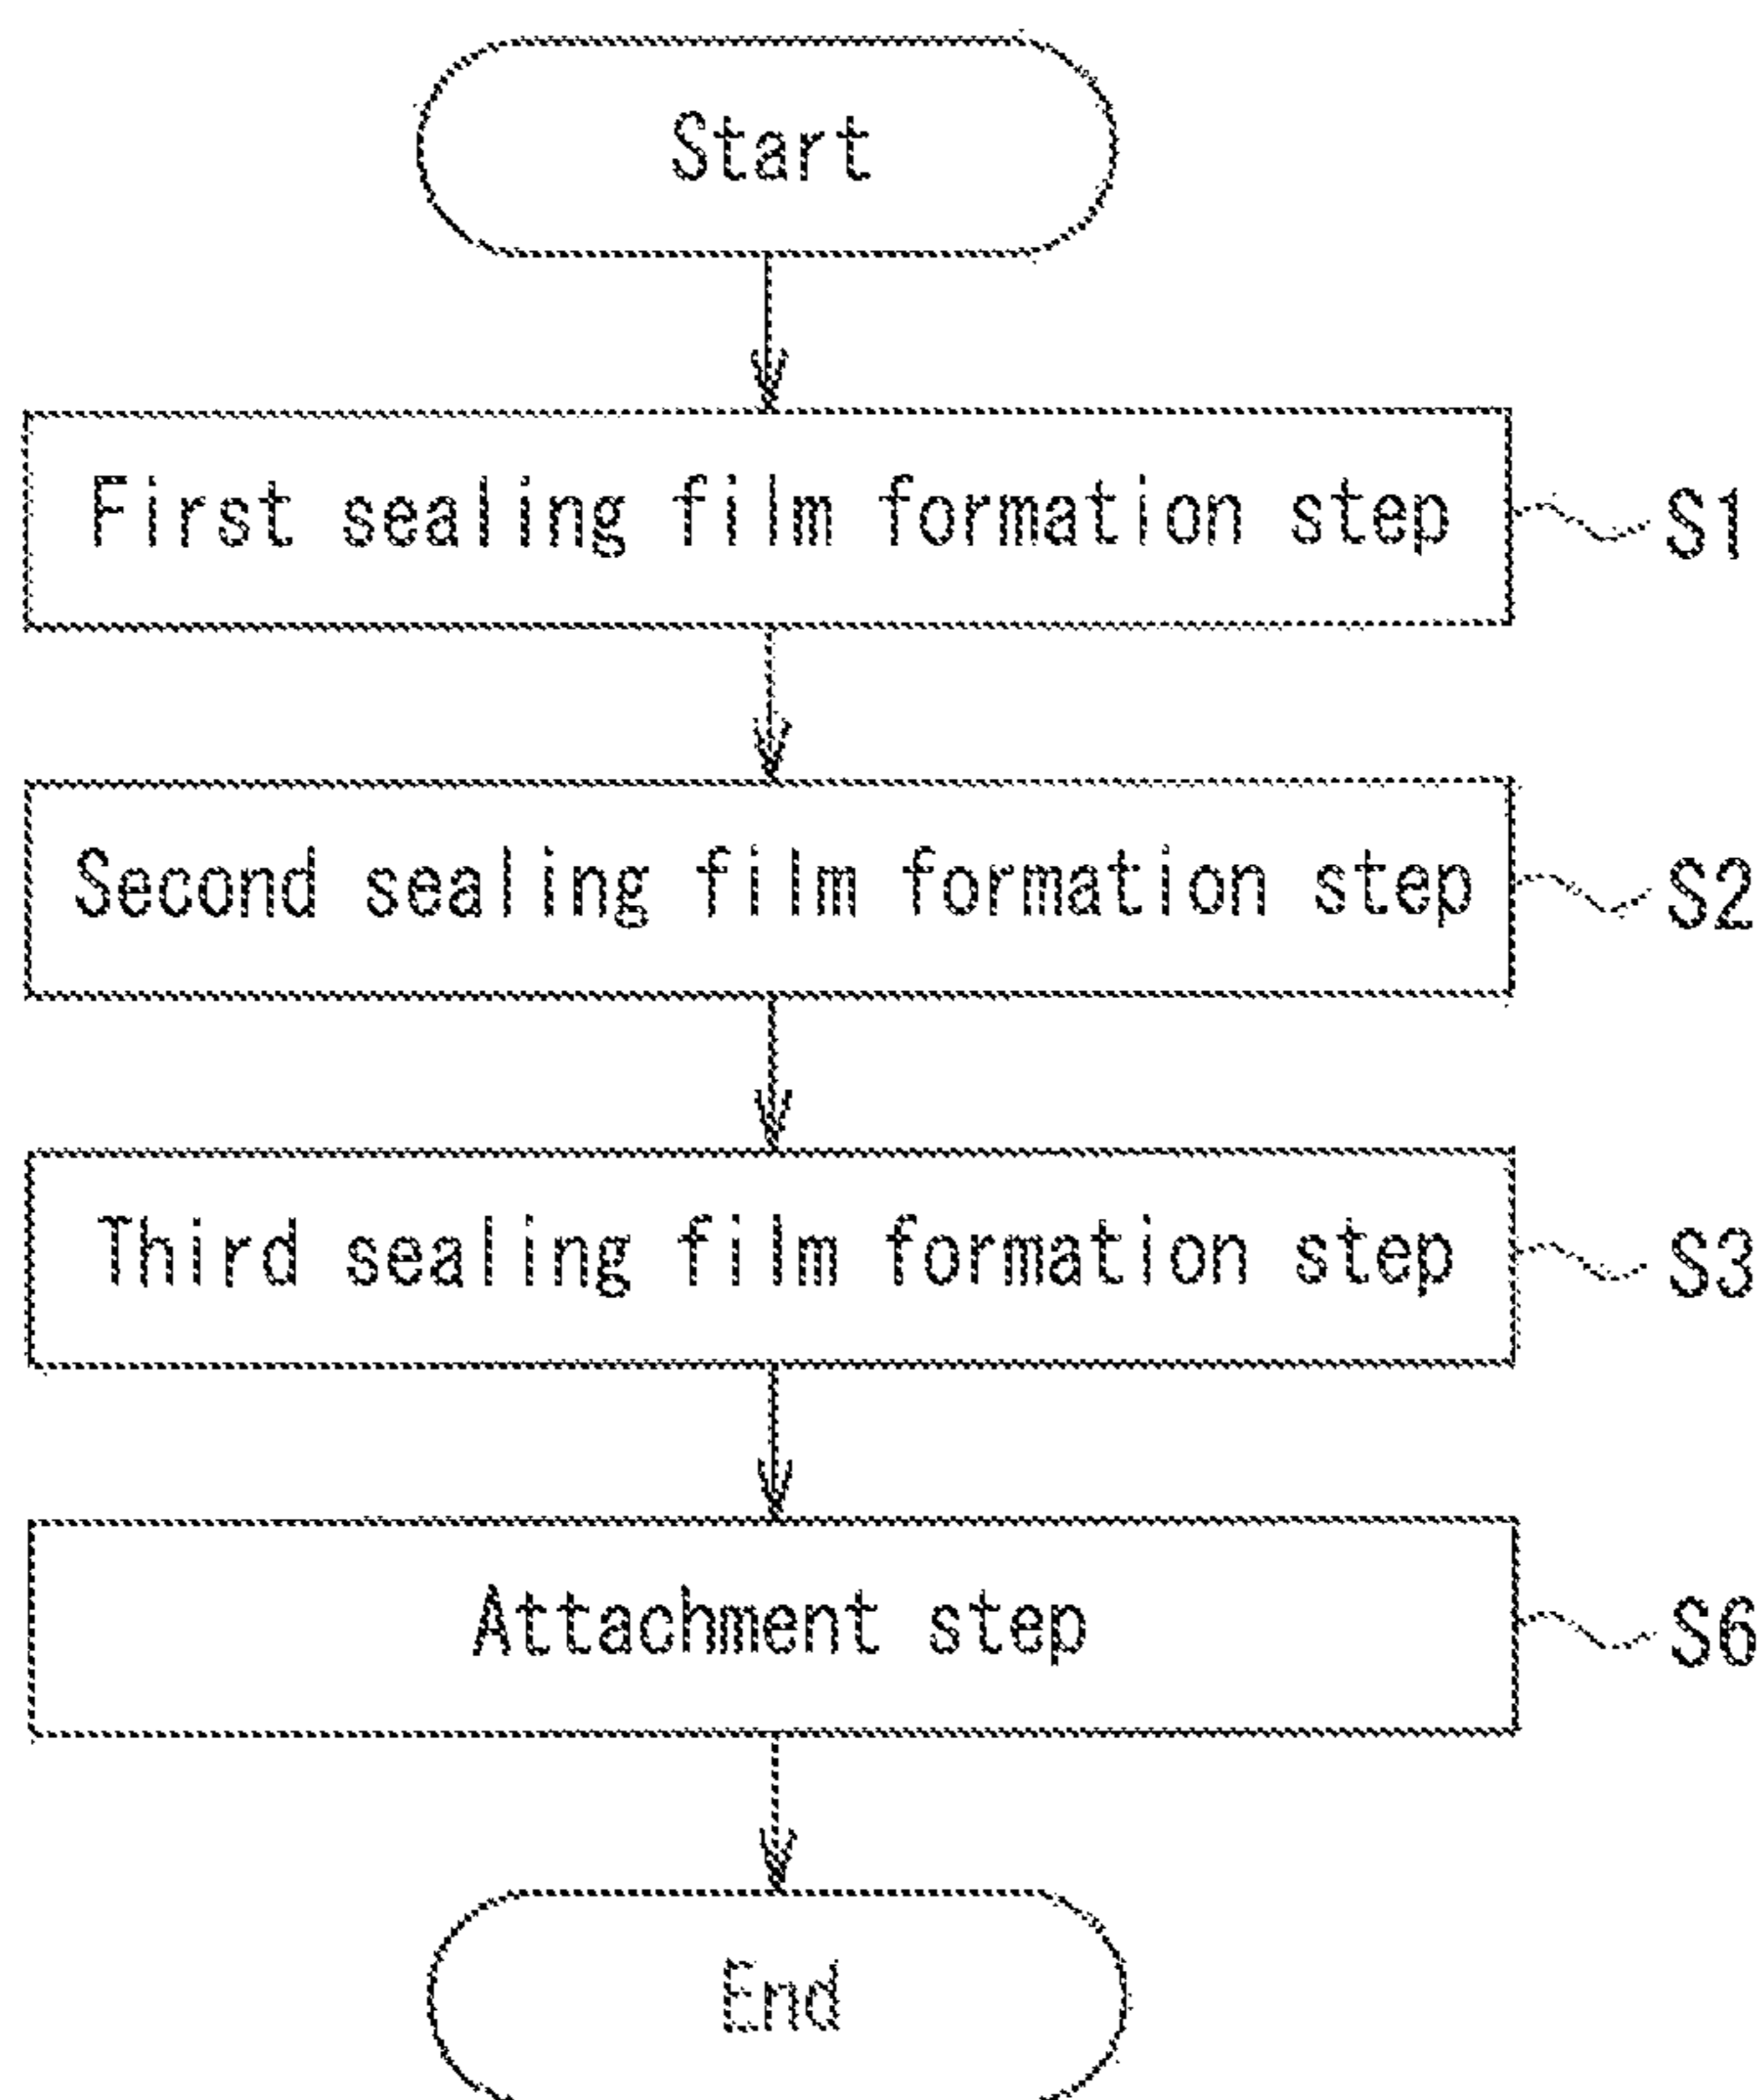 Start
First sealing film formation step S1
Second sealing film formation step S2
Third sealing film formation step S3
Attachment step S6
End